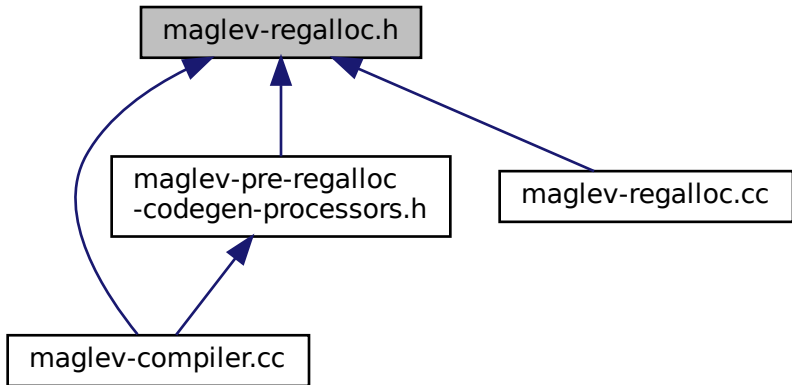 maglev-regalloc.h
maglev-pre-regalloc
-codegen-processors.h
maglev-regalloc.cc
maglev-compiler.cc